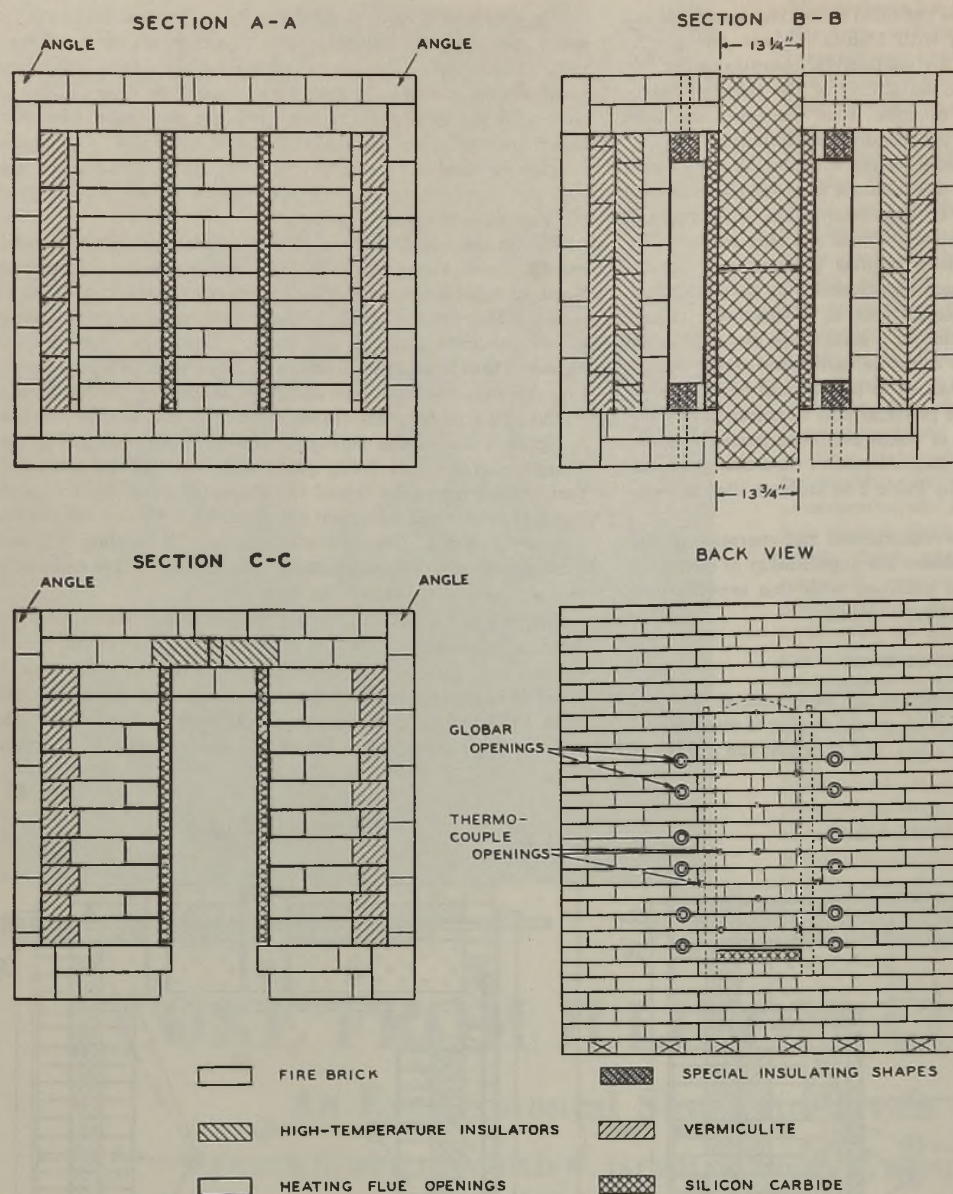 SECTION A-A
ANGLE
ANGLE
SECTION B-B
13 1/4"
13 3/4"
SECTION C-C
ANGLE
ANGLE
BACK VIEW
GLOBAR
OPENINGS
THERMO-
COUPLE
OPENINGS
FIRE BRICK
SPECIAL INSULATING SHAPES
HIGH-TEMPERATURE INSULATORS
VERMICULITE
HEATING FLUE OPENINGS
SILICON CARBIDE